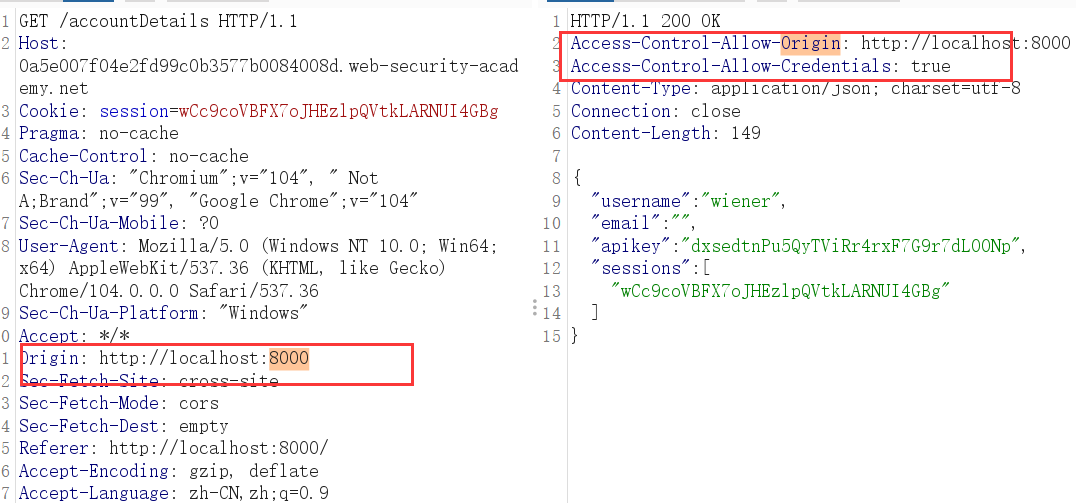 1 GET /accountDetails HTTP/1.1
2 Host:
0a5e007f04e2fd99c0b3577b0084008d.web-security-aca
demy.net
3 Cookie: session=wCc9coVBFX7oJHEzlpQVtkLARNUI4GBg
4 Pragma: no-cache
5 Cache-Control: no-cache
6 Sec-Ch-Ua: "Chromium";v="104", " Not
A;Brand";v="99", "Google Chrome";v="104"
7 Sec-Ch-Ua-Mobile: ?0
8 User-Agent: Mozilla/5.0 (Windows NT 10.0; Win64;
x64) AppleWebKit/537.36 (KHTML, like Gecko)
Chrome/104.0.0.0 Safari/537.36
9 Sec-Ch-Ua-Platform: "Windows"
0 Accept: */*
1 Origin: http://localhost:8000
2 Sec-Fetch-Site: cross-site
3 Sec-Fetch-Mode: cors
4 Sec-Fetch-Dest: empty
5 Referer: http://localhost:8000/
6 Accept-Encoding: gzip, deflate
7 Accept-Language: zh-CN,zh;q=0.9
1 HTTP/1.1 200 OK
2 Access-Control-Allow-Origin: http://localhost:8000
3 Access-Control-Allow-Credentials: true
4 Content-Type: application/json; charset=utf-8
5 Connection: close
6 Content-Length: 149
7
8 {
9 "username":"wiener",
10 "email":"",
11 "apikey":"dxsedtnPu5QyTViRr4rxF7G9r7dL00Np",
12 "sessions":[
13 "wCc9coVBFX7oJHEzlpQVtkLARNUI4GBg"
14 ]
15 }